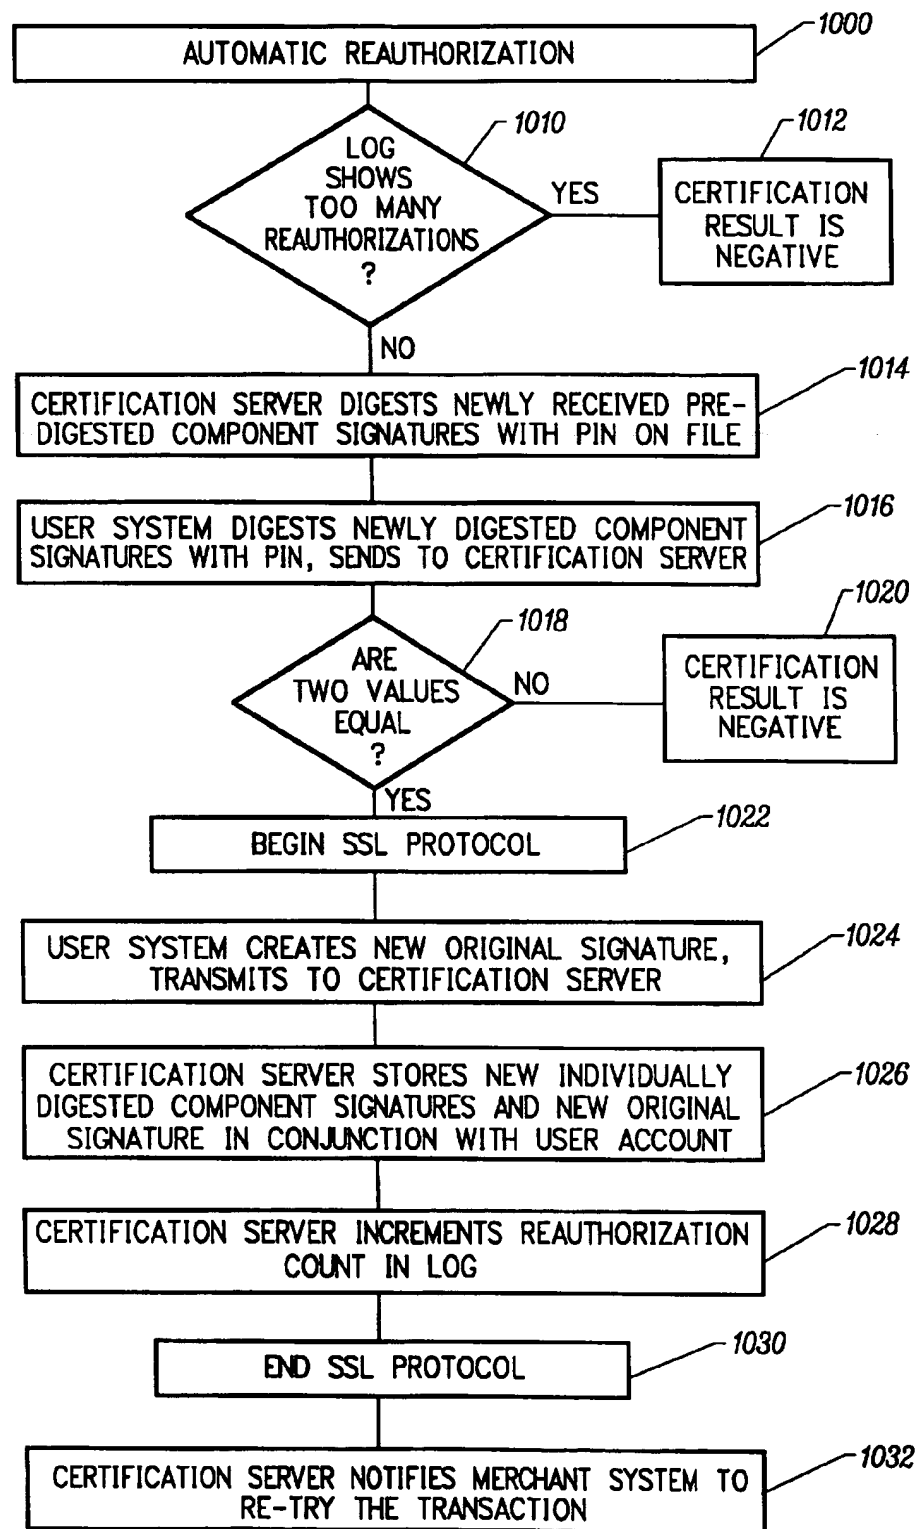 1000
AUTOMATIC REAUTHORIZATION
1010
LOG
SHOWS
TOO MANY
REAUTHORIZATIONS
?
YES
1012
CERTIFICATION
RESULT IS
NEGATIVE
NO
1014
CERTIFICATION SERVER DIGESTS NEWLY RECEIVED PRE-
DIGESTED COMPONENT SIGNATURES WITH PIN ON FILE
1016
USER SYSTEM DIGESTS NEWLY DIGESTED COMPONENT
SIGNATURES WITH PIN, SENDS TO CERTIFICATION SERVER
1018
ARE
TWO VALUES
EQUAL
?
NO
1020
CERTIFICATION
RESULT IS
NEGATIVE
YES
1022
BEGIN SSL PROTOCOL
1024
USER SYSTEM CREATES NEW ORIGINAL SIGNATURE,
TRANSMITS TO CERTIFICATION SERVER
1026
CERTIFICATION SERVER STORES NEW INDIVIDUALLY
DIGESTED COMPONENT SIGNATURES AND NEW ORIGINAL
SIGNATURE IN CONJUNCTION WITH USER ACCOUNT
1028
CERTIFICATION SERVER INCREMENTS REAUTHORIZATION
COUNT IN LOG
1030
END SSL PROTOCOL
1032
CERTIFICATION SERVER NOTIFIES MERCHANT SYSTEM TO
RE-TRY THE TRANSACTION